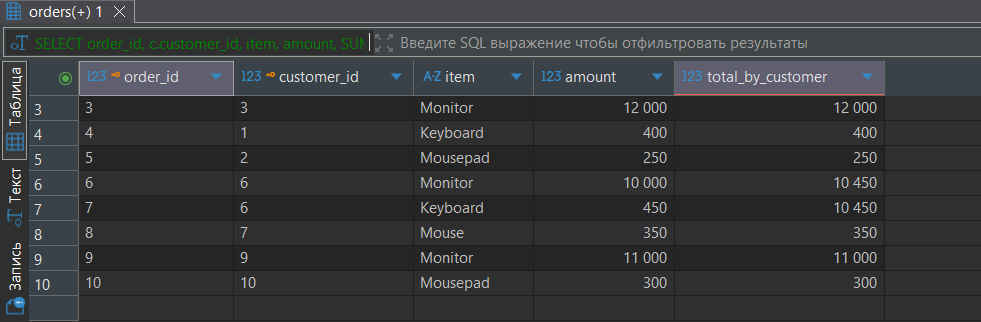 orders(+) 1
SELECT order_id, c.customer_id, item, amount, SUM
Введите SQL выражение чтобы отфильтровать результаты
Таблица
Текст
Запись
123 order_id 123 customer_id A-Z item 123 amount 123 total_by_customer
3 3 3 Monitor 12 000 12 000
4 4 1 Keyboard 400 400
5 5 2 Mousepad 250 250
6 6 6 Monitor 10 000 10 450
7 7 6 Keyboard 450 10 450
8 8 7 Mouse 350 350
9 9 9 Monitor 11 000 11 000
10 10 10 Mousepad 300 300